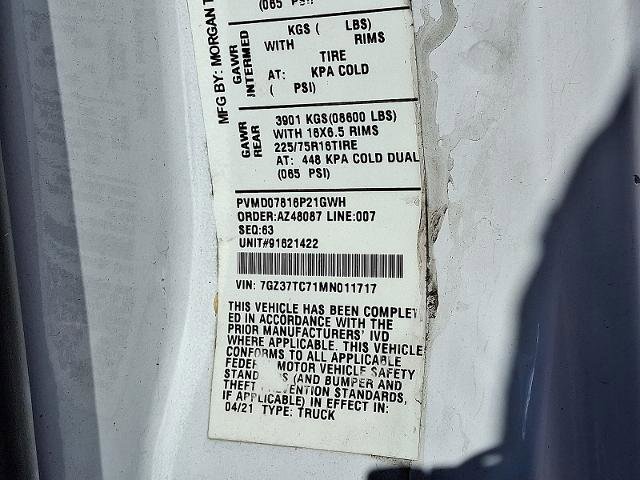 (065 PSI)
MFG BY: MORGAN T
GAWR INTERMED
KGS ( LBS)
WITH RIMS
TIRE
AT: KPA COLD
( PSI)
GAWR REAR
3901 KGS(08600 LBS)
WITH 16X6.5 RIMS
225/75R16TIRE
AT: 448 KPA COLD DUAL
(065 PSI)
PVMD07816P21GWH
ORDER:AZ48087 LINE:007
SEQ:63
UNIT#91621422
VIN: 7GZ37TC71MN011717
THIS VEHICLE HAS BEEN COMPLET
ED IN ACCORDANCE WITH THE
PRIOR MANUFACTURERS' IVD
WHERE APPLICABLE. THIS VEHICLE
CONFORMS TO ALL APPLICABLE
FEDER MOTOR VEHICLE SAFETY
STAND S (AND BUMPER AND
THEFT VENTION STANDARDS,
IF APPLICABLE) IN EFFECT IN:
04/21 TYPE: TRUCK